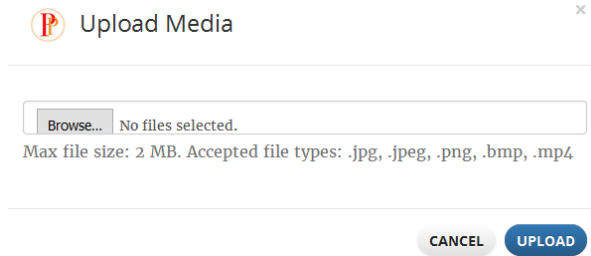 PP Upload Media
×
Browse... No files selected.
Max file size: 2 MB. Accepted file types: .jpg, .jpeg, .png, .bmp, .mp4
CANCEL UPLOAD